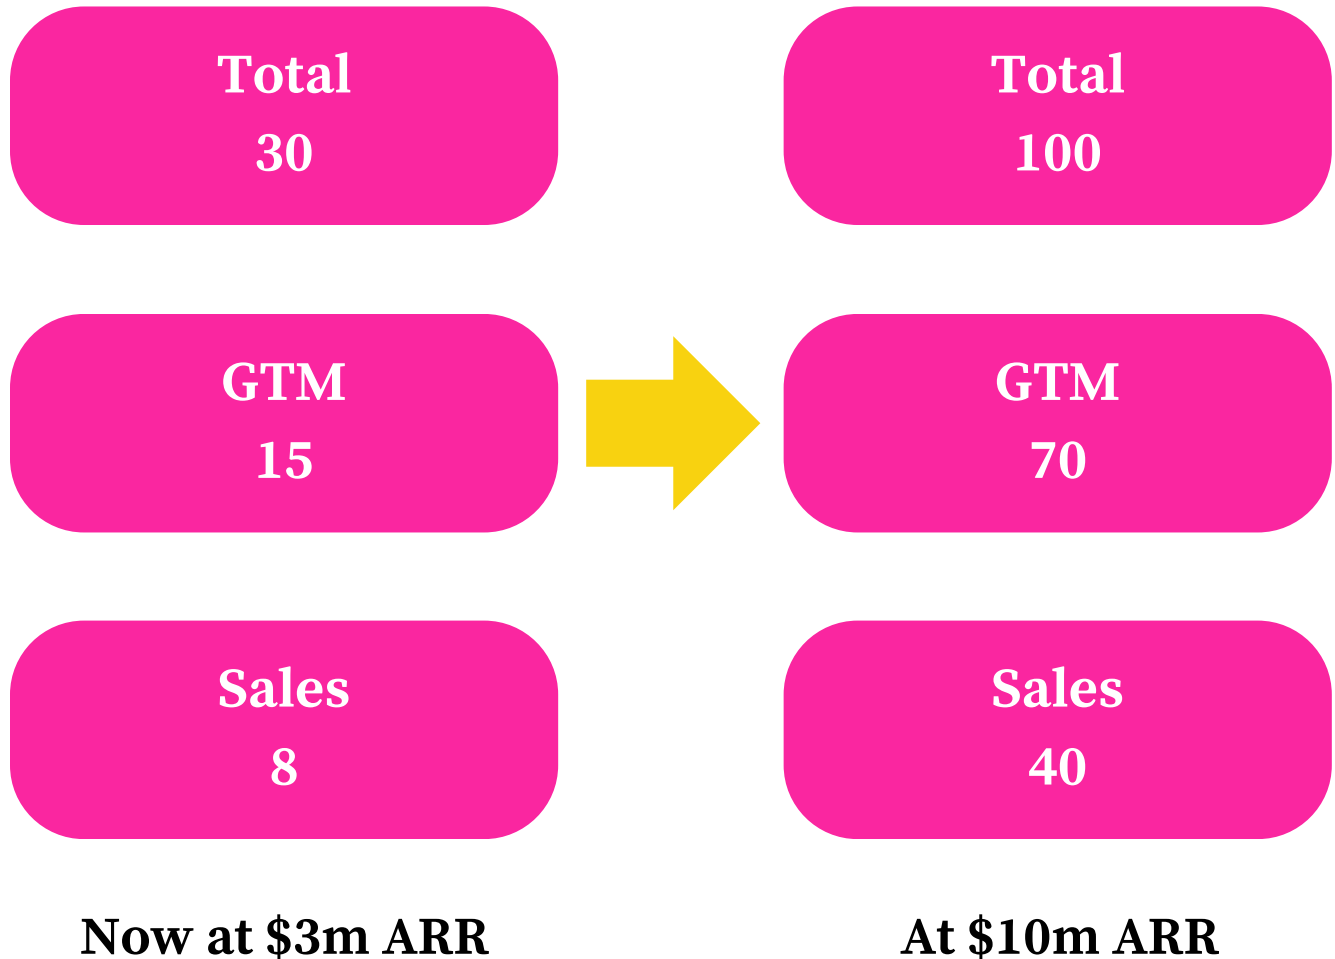 Total
30
GTM
15
Sales
8
Now at $3m ARR
Total
100
GTM
70
Sales
40
At $10m ARR